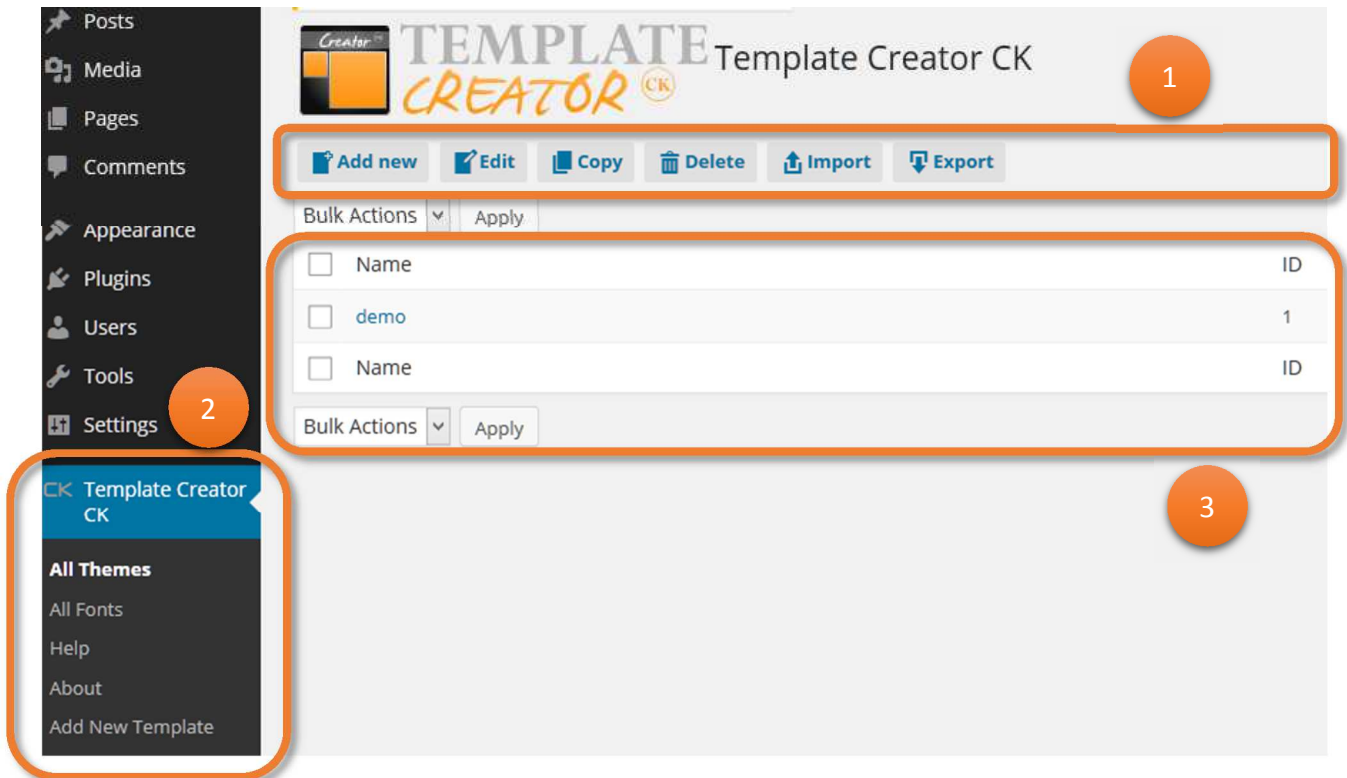 Posts
Media
Pages
Comments
Appearance
Plugins
Users
Tools
2
Settings
CK Template Creator
CK
All Themes
All Fonts
Help
About
Add New Template
Creator CK
TEMPLATE
CREATOR CK
Template Creator CK
1
Add new Edit Copy Delete Import Export
Bulk Actions Apply
Name ID
demo 1
Name ID
Bulk Actions Apply
3